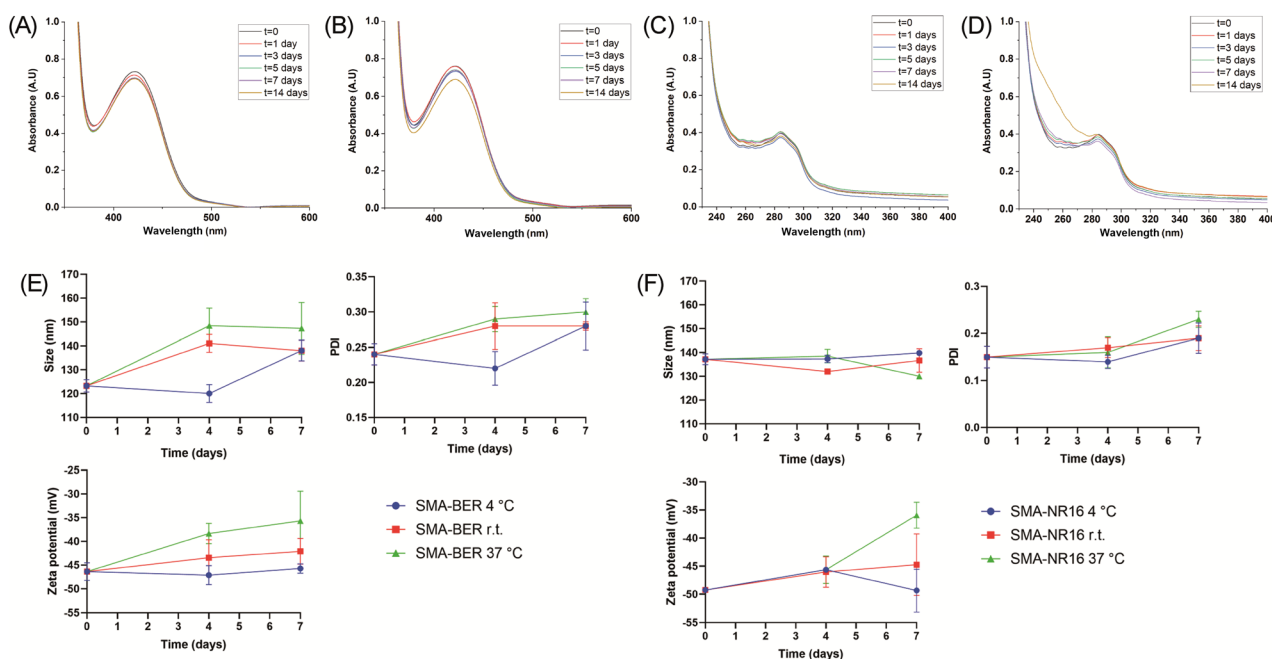 (A)
1.0
0.8
0.6
0.4
0.2
0.0
Absorbance (A.U)
400
500
600
Wavelength (nm)
t=0
t=1 day
t=3 days
t=5 days
t=7 days
t=14 days
(B)
1.0
0.8
0.6
0.4
0.2
0.0
Absorbance (A.U)
400
500
600
Wavelength (nm)
t=0
t=1 day
t=3 days
t=5 days
t=7 days
t=14 days
(C)
1.0
0.8
0.6
0.4
0.2
0.0
Absorbance (A.U)
240 260 280 300 320 340 360 380 400
Wavelength (nm)
t=0
t=1 days
t=3 days
t=5 days
t=7 days
t=14 days
(D)
1.0
0.8
0.6
0.4
0.2
0.0
Absorbance (A.U)
240 260 280 300 320 340 360 380 400
Wavelength (nm)
t=0
t=1 days
t=3 days
t=5 days
t=7 days
t=14 days
(E)
170
160
150
140
130
120
110
Size (nm)
0 1 2 3 4 5 6 7
Time (days)
0.35
0.30
0.25
0.20
0.15
PDI
0 1 2 3 4 5 6 7
Time (days)
-25
-30
-35
-40
-45
-50
-55
Zeta potential (mV)
0 1 2 3 4 5 6 7
Time (days)
SMA-BER 4 °C
SMA-BER r.t.
SMA-BER 37 °C
(F)
170
160
150
140
130
120
110
Size (nm)
0 1 2 3 4 5 6 7
Time (days)
0.3
0.2
0.1
0.0
PDI
0 1 2 3 4 5 6 7
Time (days)
-30
-35
-40
-45
-50
-55
Zeta potential (mV)
0 1 2 3 4 5 6 7
Time (days)
SMA-NR16 4 °C
SMA-NR16 r.t.
SMA-NR16 37 °C